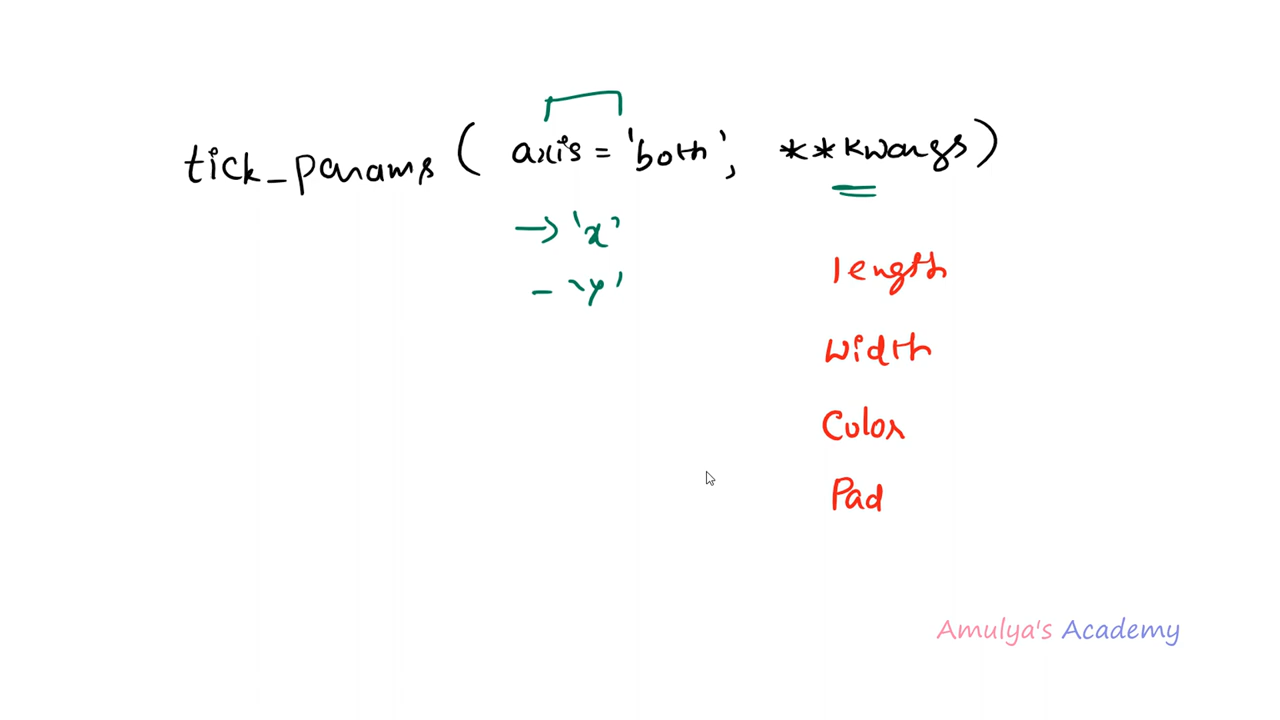 tick_params ( axis = 'both', **kwargs )
→ 'x'
- 'y'
length
width
Color
Pad
Amulya's Academy